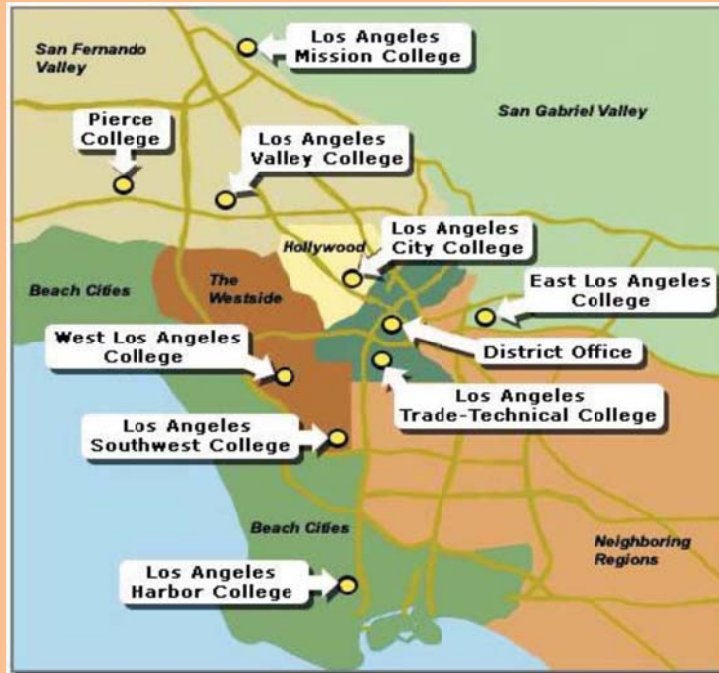 Los Angeles
Mission College
San Fernando
Valley
San Gabriel Valley
Pierce
College
Los Angeles
Valley College
Los Angeles
City College
Hollywood
The
Westside
Beach Cities
East Los Angeles
College
West Los Angeles
College
District Office
Los Angeles
Trade-Technical College
Los Angeles
Southwest College
Beach Cities
Neighboring
Regions
Los Angeles
Harbor College